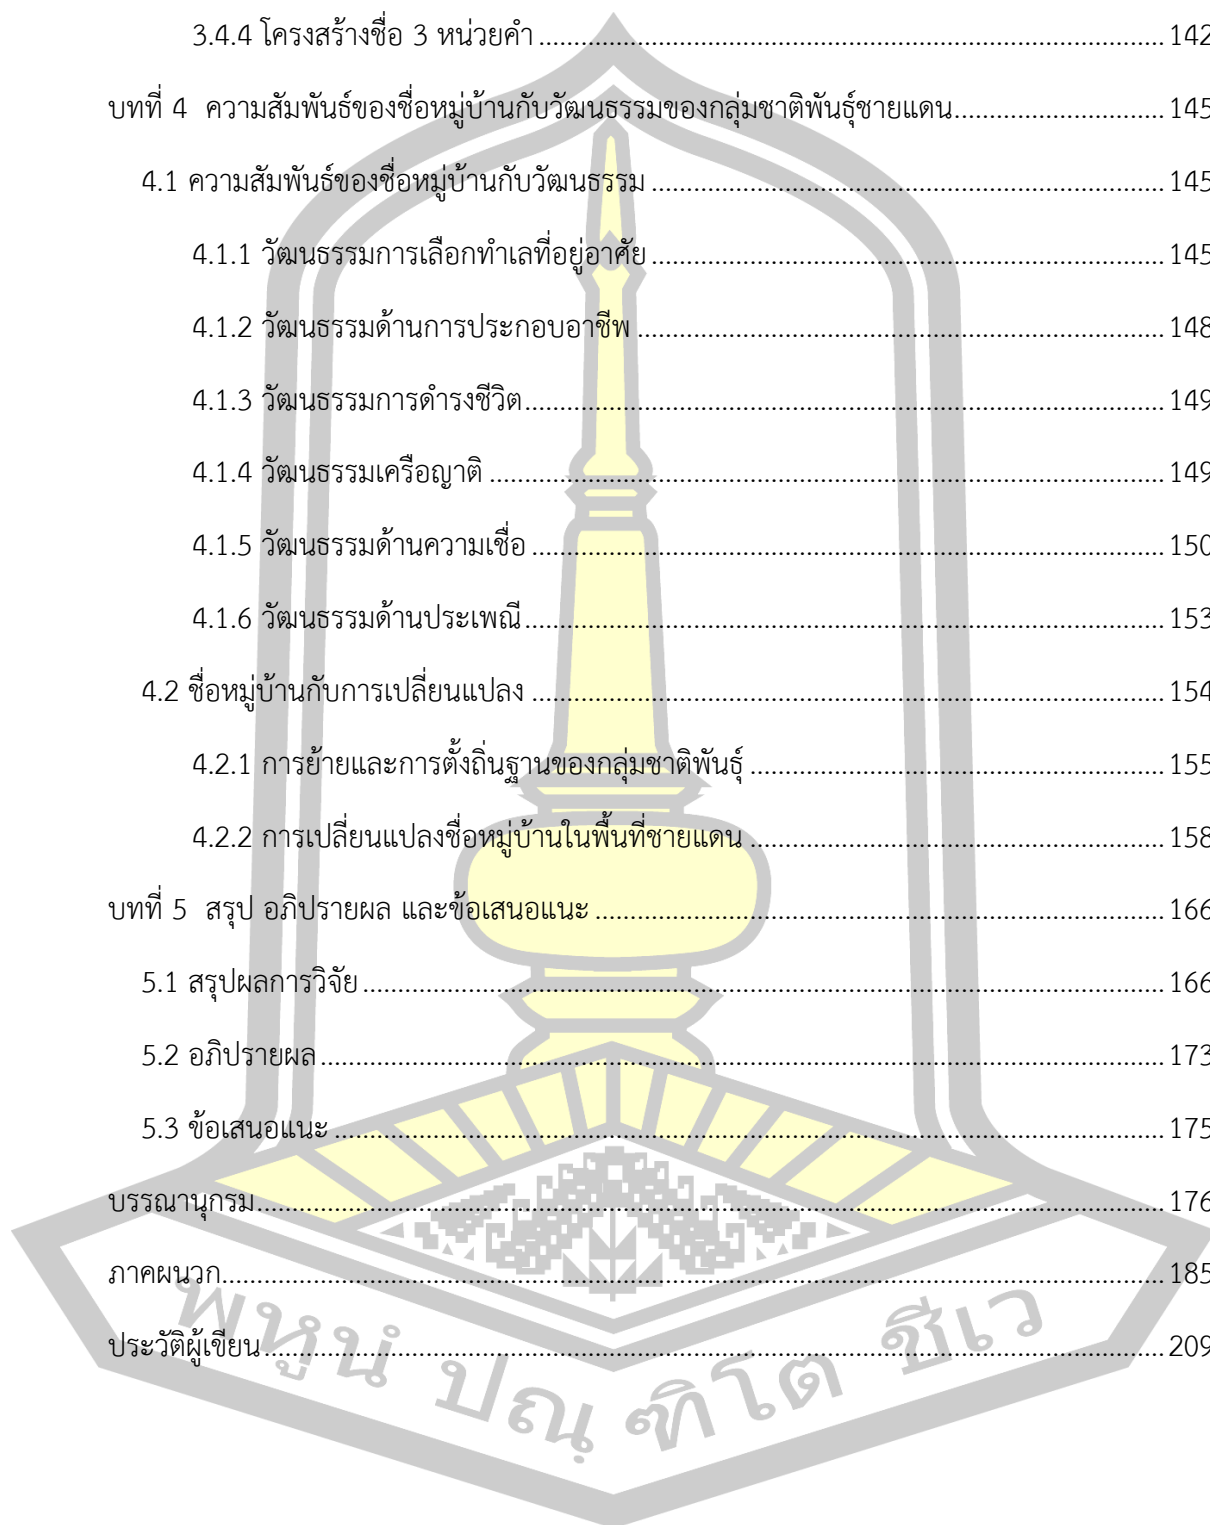 3.4.4 โครงสร้างชื่อ 3 หน่วยคำ ........ 142
บทที่ 4  ความสัมพันธ์ของชื่อหมู่บ้านกับวัฒนธรรมของกลุ่มชาติพันธุ์ชายแดน ........ 145
4.1 ความสัมพันธ์ของชื่อหมู่บ้านกับวัฒนธรรม ........ 145
4.1.1 วัฒนธรรมการเลือกทำเลที่อยู่อาศัย ........ 145
4.1.2 วัฒนธรรมด้านการประกอบอาชีพ ........ 148
4.1.3 วัฒนธรรมการดำรงชีวิต ........ 149
4.1.4 วัฒนธรรมเครือญาติ ........ 149
4.1.5 วัฒนธรรมด้านความเชื่อ ........ 150
4.1.6 วัฒนธรรมด้านประเพณี ........ 153
4.2 ชื่อหมู่บ้านกับการเปลี่ยนแปลง ........ 154
4.2.1 การย้ายและการตั้งถิ่นฐานของกลุ่มชาติพันธุ์ ........ 155
4.2.2 การเปลี่ยนแปลงชื่อหมู่บ้านในพื้นที่ชายแดน ........ 158
บทที่ 5  สรุป อภิปรายผล และข้อเสนอแนะ ........ 166
5.1 สรุปผลการวิจัย ........ 166
5.2 อภิปรายผล ........ 173
5.3 ข้อเสนอแนะ ........ 175
บรรณานุกรม ........ 176
ภาคผนวก ........ 185
ประวัติผู้เขียน ........ 209
พหูนํ ปณฺฑิโต ชีเว